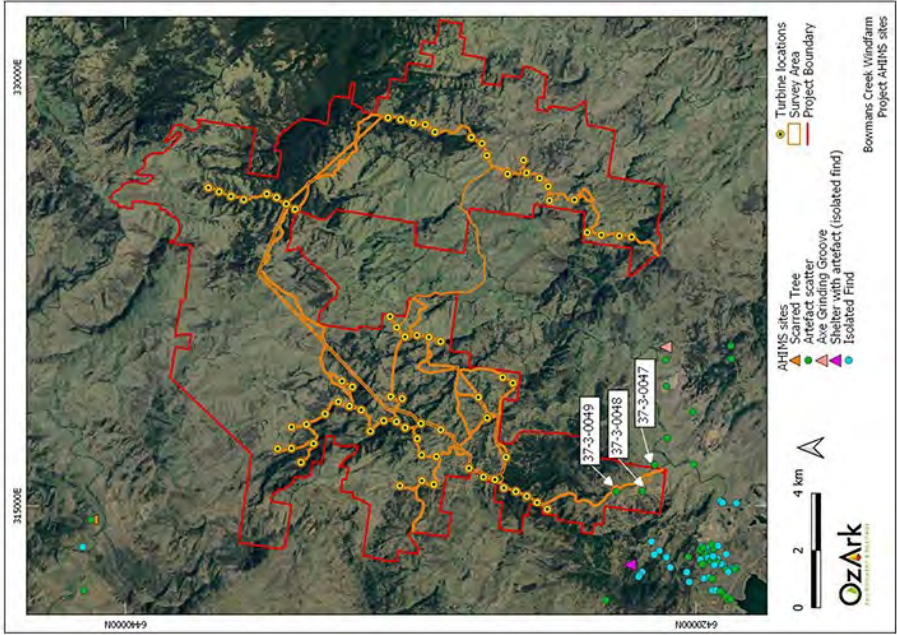 315000E
330000E
6440000N
6420000N
37-3-0049
37-3-0048
37-3-0047
0 2 4 km
OzArk
AHIMS sites
Scarred Tree
Artefact scatter
Axe Grinding Groove
Shelter with artefact (isolated find)
Isolated Find
Turbine locations
Survey Area
Project Boundary
Bowmans Creek Windfarm
Project AHIMS sites